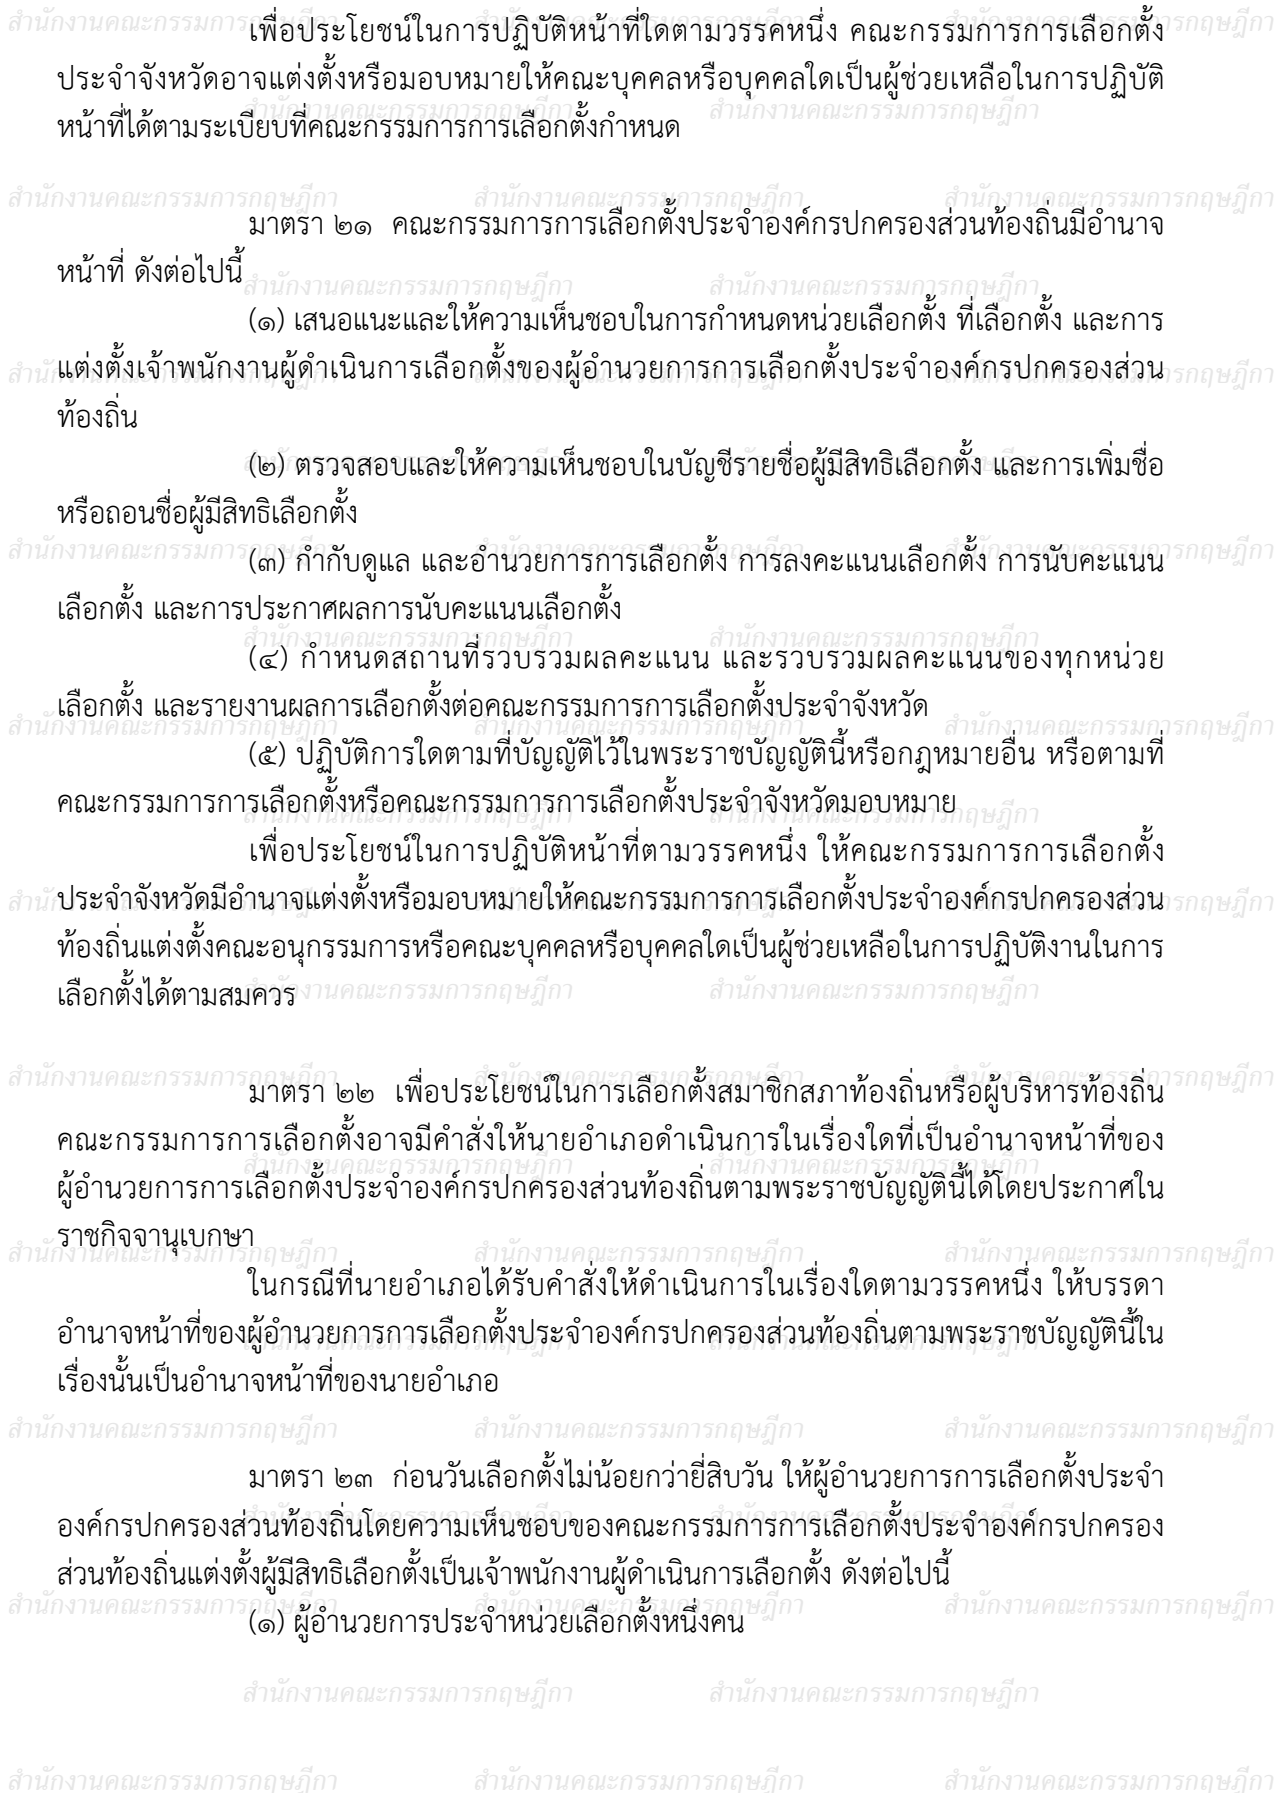 เพื่อประโยชน์ในการปฏิบัติหน้าที่ใดตามวรรคหนึ่ง คณะกรรมการการเลือกตั้ง
ประจำจังหวัดอาจแต่งตั้งหรือมอบหมายให้คณะบุคคลหรือบุคคลใดเป็นผู้ช่วยเหลือในการปฏิบัติ
หน้าที่ได้ตามระเบียบที่คณะกรรมการการเลือกตั้งกำหนด
มาตรา ๒๑ คณะกรรมการการเลือกตั้งประจำองค์กรปกครองส่วนท้องถิ่นมีอำนาจ
หน้าที่ ดังต่อไปนี้
(๑) เสนอแนะและให้ความเห็นชอบในการกำหนดหน่วยเลือกตั้ง ที่เลือกตั้ง และการ
แต่งตั้งเจ้าพนักงานผู้ดำเนินการเลือกตั้งของผู้อำนวยการการเลือกตั้งประจำองค์กรปกครองส่วน
ท้องถิ่น
(๒) ตรวจสอบและให้ความเห็นชอบในบัญชีรายชื่อผู้มีสิทธิเลือกตั้ง และการเพิ่มชื่อ
หรือถอนชื่อผู้มีสิทธิเลือกตั้ง
(๓) กำกับดูแล และอำนวยการการเลือกตั้ง การลงคะแนนเลือกตั้ง การนับคะแนน
เลือกตั้ง และการประกาศผลการนับคะแนนเลือกตั้ง
(๔) กำหนดสถานที่รวบรวมผลคะแนน และรวบรวมผลคะแนนของทุกหน่วย
เลือกตั้ง และรายงานผลการเลือกตั้งต่อคณะกรรมการการเลือกตั้งประจำจังหวัด
(๕) ปฏิบัติการใดตามที่บัญญัติไว้ในพระราชบัญญัตินี้หรือกฎหมายอื่น หรือตามที่
คณะกรรมการการเลือกตั้งหรือคณะกรรมการการเลือกตั้งประจำจังหวัดมอบหมาย
เพื่อประโยชน์ในการปฏิบัติหน้าที่ตามวรรคหนึ่ง ให้คณะกรรมการการเลือกตั้ง
ประจำจังหวัดมีอำนาจแต่งตั้งหรือมอบหมายให้คณะกรรมการการเลือกตั้งประจำองค์กรปกครองส่วน
ท้องถิ่นแต่งตั้งคณะอนุกรรมการหรือคณะบุคคลหรือบุคคลใดเป็นผู้ช่วยเหลือในการปฏิบัติงานในการ
เลือกตั้งได้ตามสมควร
มาตรา ๒๒ เพื่อประโยชน์ในการเลือกตั้งสมาชิกสภาท้องถิ่นหรือผู้บริหารท้องถิ่น
คณะกรรมการการเลือกตั้งอาจมีคำสั่งให้นายอำเภอดำเนินการในเรื่องใดที่เป็นอำนาจหน้าที่ของ
ผู้อำนวยการการเลือกตั้งประจำองค์กรปกครองส่วนท้องถิ่นตามพระราชบัญญัตินี้ได้โดยประกาศใน
ราชกิจจานุเบกษา
ในกรณีที่นายอำเภอได้รับคำสั่งให้ดำเนินการในเรื่องใดตามวรรคหนึ่ง ให้บรรดา
อำนาจหน้าที่ของผู้อำนวยการการเลือกตั้งประจำองค์กรปกครองส่วนท้องถิ่นตามพระราชบัญญัตินี้ใน
เรื่องนั้นเป็นอำนาจหน้าที่ของนายอำเภอ
มาตรา ๒๓ ก่อนวันเลือกตั้งไม่น้อยกว่ายี่สิบวัน ให้ผู้อำนวยการการเลือกตั้งประจำ
องค์กรปกครองส่วนท้องถิ่นโดยความเห็นชอบของคณะกรรมการการเลือกตั้งประจำองค์กรปกครอง
ส่วนท้องถิ่นแต่งตั้งผู้มีสิทธิเลือกตั้งเป็นเจ้าพนักงานผู้ดำเนินการเลือกตั้ง ดังต่อไปนี้
(๑) ผู้อำนวยการประจำหน่วยเลือกตั้งหนึ่งคน